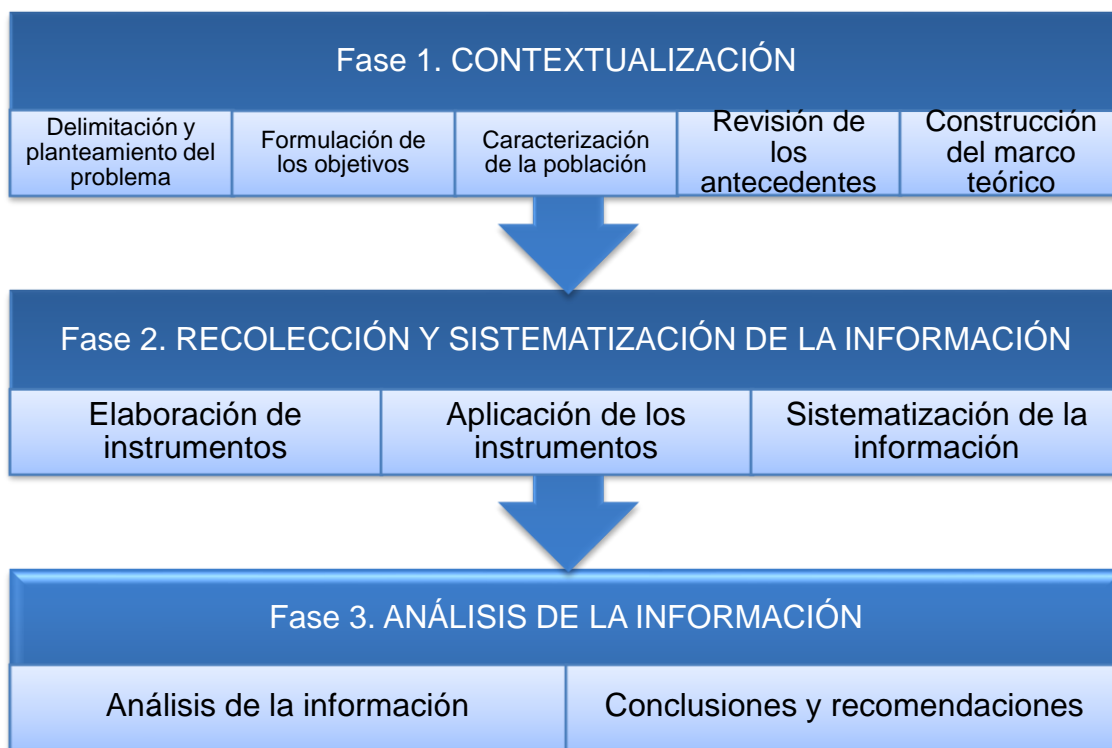 Fase 1. CONTEXTUALIZACIÓN
Delimitación y
planteamiento del
problema
Formulación de
los objetivos
Caracterización
de la población
Revisión de
los
antecedentes
Construcción
del marco
teórico
Fase 2. RECOLECCIÓN Y SISTEMATIZACIÓN DE LA INFORMACIÓN
Elaboración de
instrumentos
Aplicación de los
instrumentos
Sistematización de la
información
Fase 3. ANÁLISIS DE LA INFORMACIÓN
Análisis de la información
Conclusiones y recomendaciones